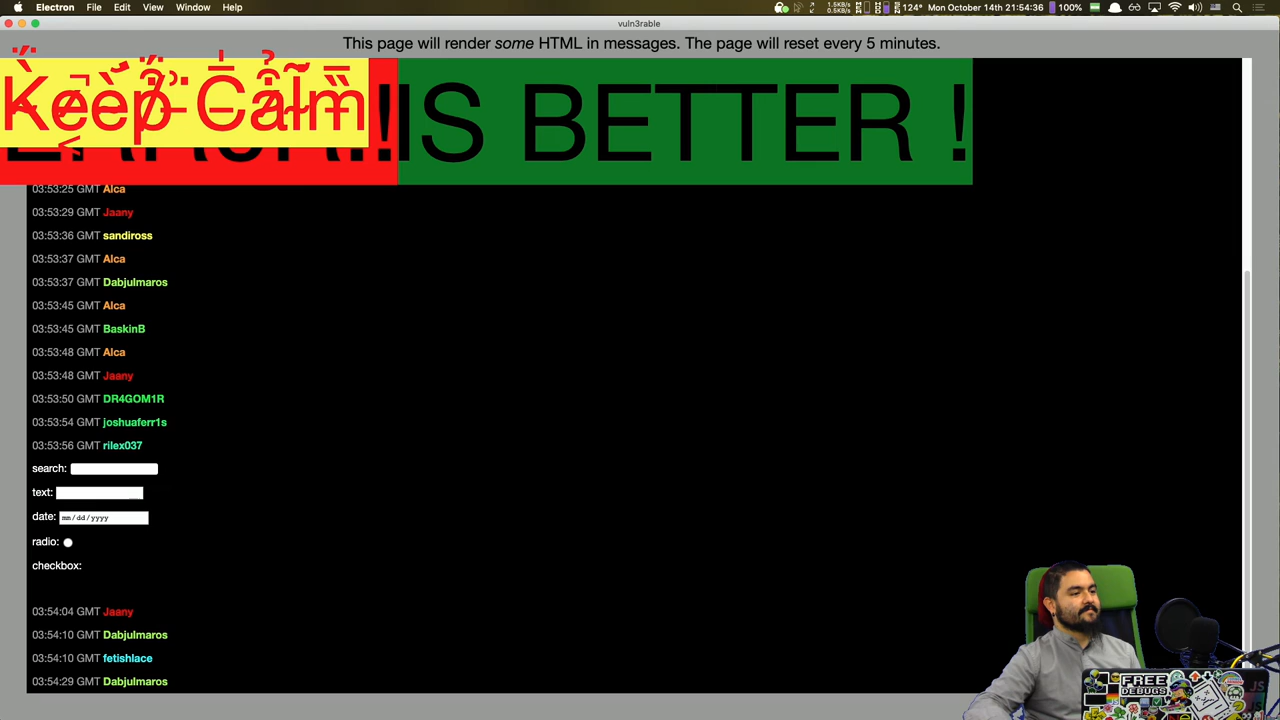 Electron File Edit View Window Help
1.5KB/s
0.5KB/s
124° Mon October 14th 21:54:36 100%
vuln3rable
This page will render some HTML in messages. The page will reset every 5 minutes.
Keep Calm
! IS BETTER !
03:53:25 GMT Alca
03:53:29 GMT Jaany
03:53:36 GMT sandiross
03:53:37 GMT Alca
03:53:37 GMT Dabjulmaros
03:53:45 GMT Alca
03:53:45 GMT BaskinB
03:53:48 GMT Alca
03:53:48 GMT Jaany
03:53:50 GMT DR4GOM1R
03:53:54 GMT joshuaferr1s
03:53:56 GMT rilex037
search:
text:
date: mm/dd/yyyy
radio:
checkbox:
03:54:04 GMT Jaany
03:54:10 GMT Dabjulmaros
03:54:10 GMT fetishlace
03:54:29 GMT Dabjulmaros
FREE
DEBUGS
JS